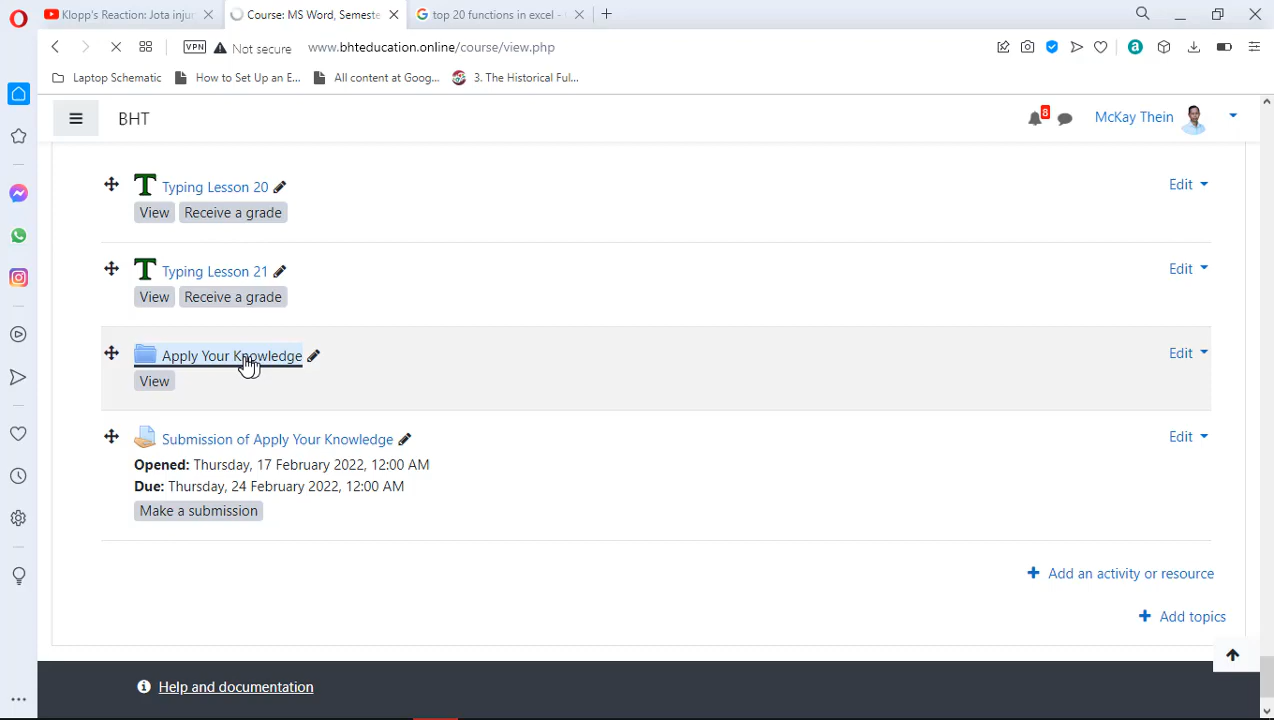 Klopp's Reaction: Jota injur
Course: MS Word, Semeste
top 20 functions in excel -
VPN
Not secure
www.bhteducation.online/course/view.php
Laptop Schematic
How to Set Up an E...
All content at Goog...
3. The Historical Ful...
BHT
8
McKay Thein
T Typing Lesson 20
Edit
View
Receive a grade
T Typing Lesson 21
Edit
View
Receive a grade
Apply Your Knowledge
Edit
View
Submission of Apply Your Knowledge
Edit
Opened: Thursday, 17 February 2022, 12:00 AM
Due: Thursday, 24 February 2022, 12:00 AM
Make a submission
+ Add an activity or resource
+ Add topics
Help and documentation